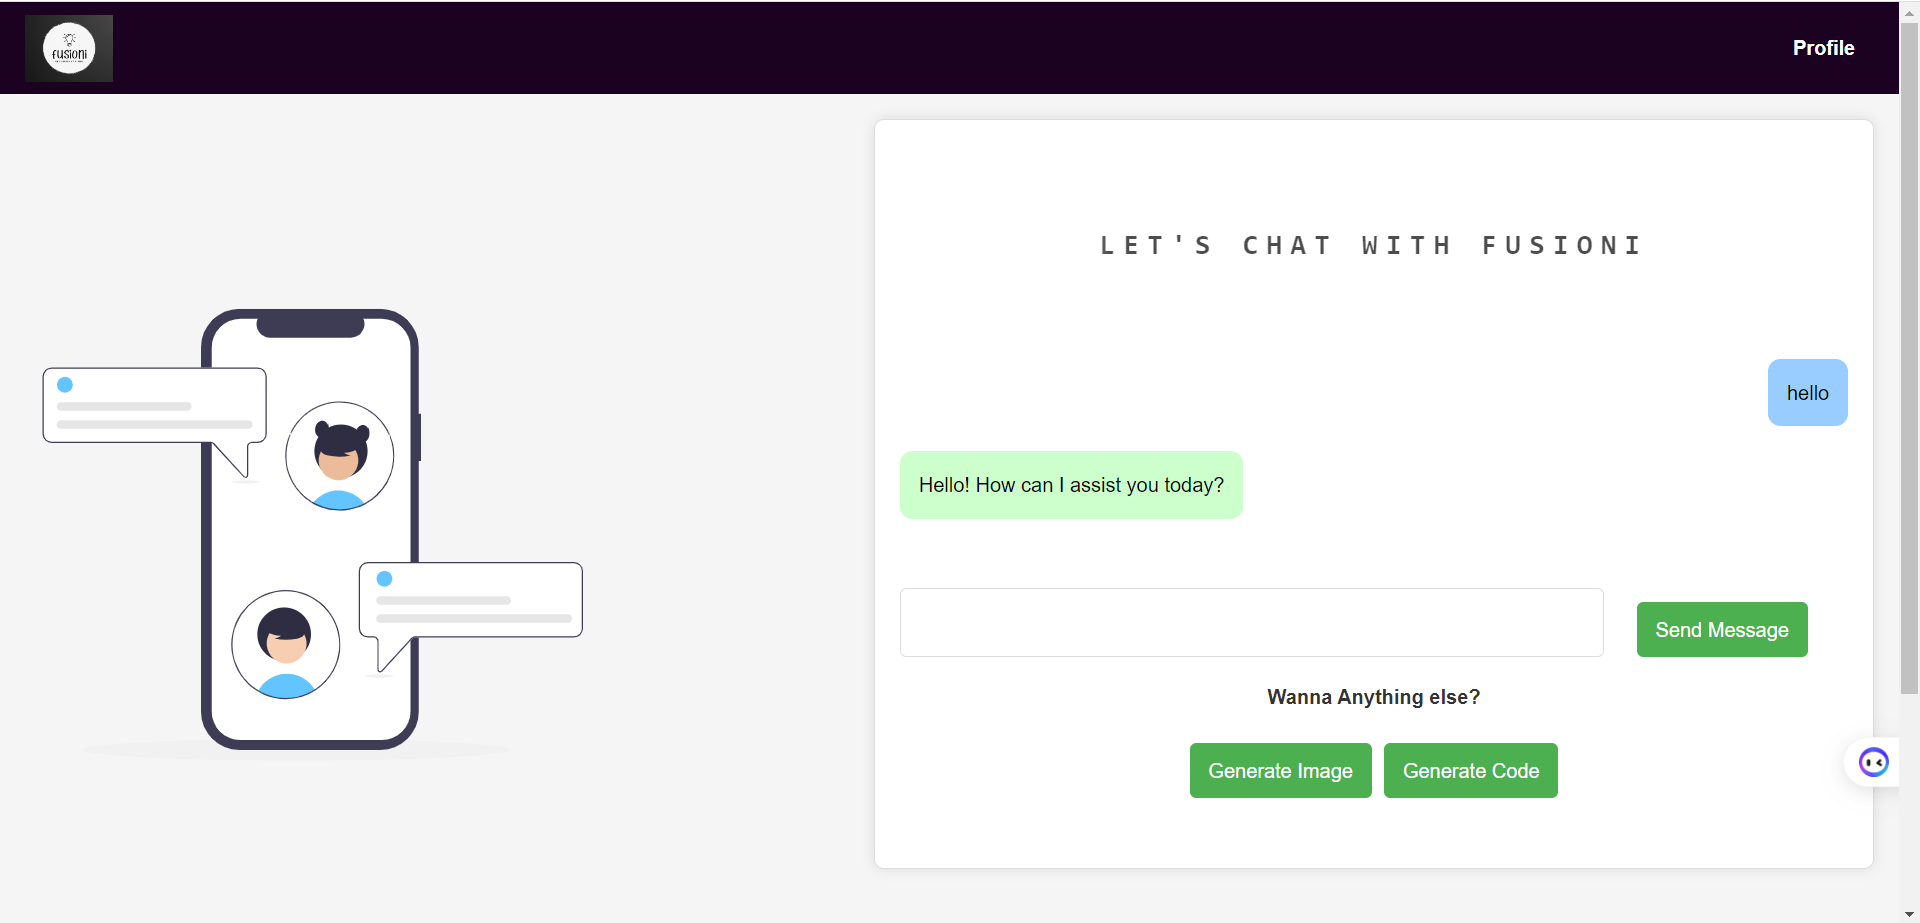 fusioni
Profile
LET'S CHAT WITH FUSIONI
hello
Hello! How can I assist you today?
Send Message
Wanna Anything else?
Generate Image
Generate Code